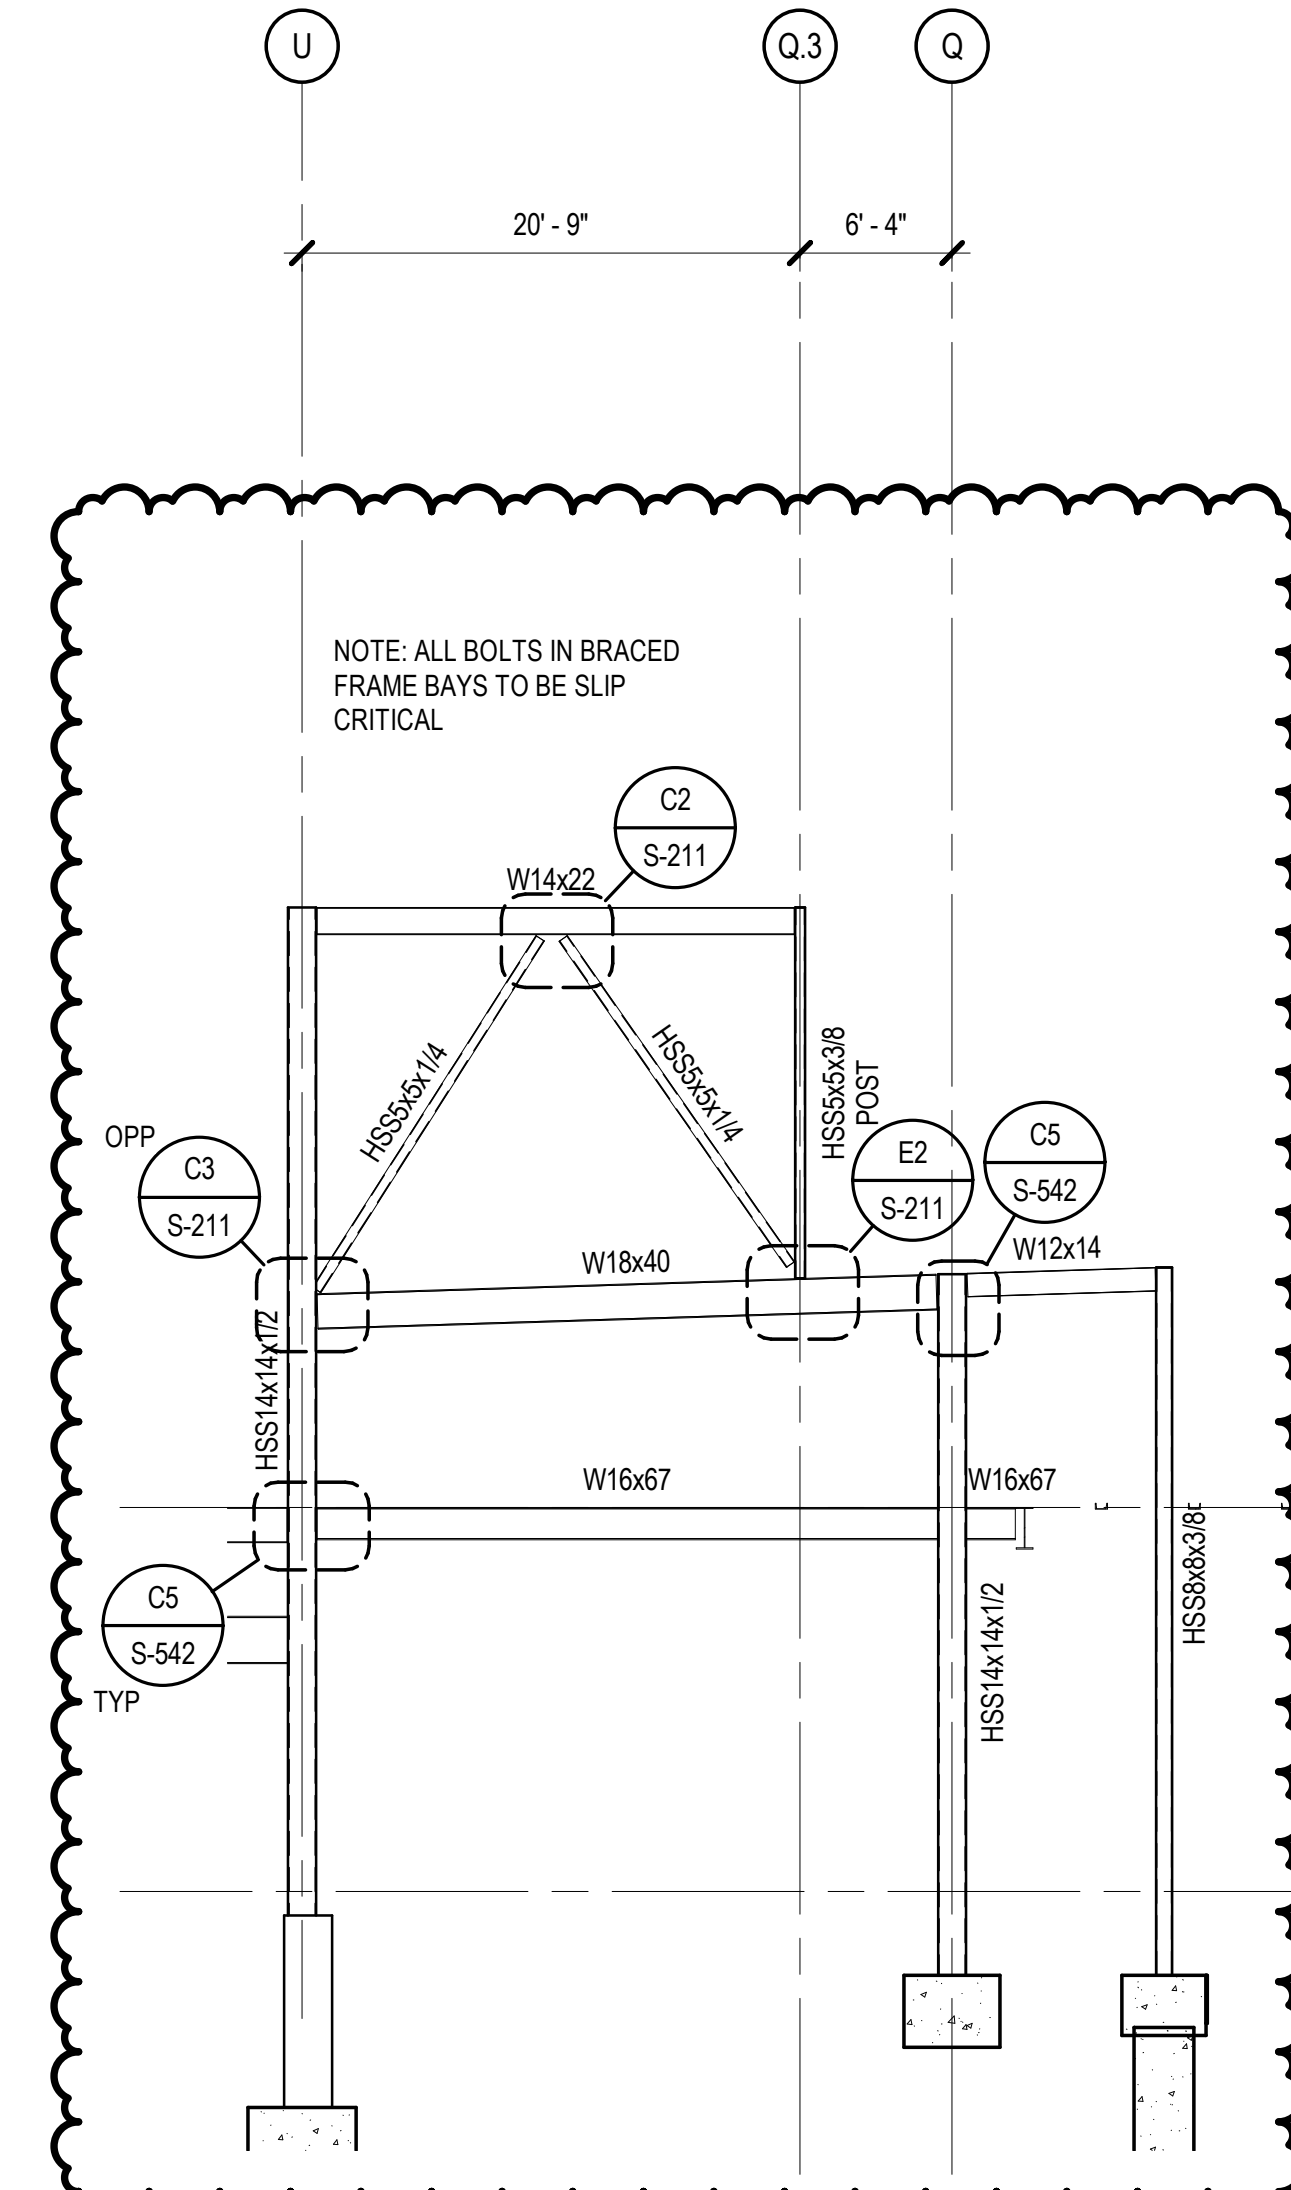 U
Q.3
Q
20' - 9"
6' - 4"
NOTE: ALL BOLTS IN BRACED
FRAME BAYS TO BE SLIP
CRITICAL
C2
S-211
W14x22
HSS5x5x1/4
HSS5x5x1/4
HSS5x5x3/8
POST
OPP
C3
S-211
E2
S-211
C5
S-542
W18x40
W12x14
HSS14x14x1/2
W16x67
W16x67
C5
S-542
TYP
HSS14x14x1/2
HSS8x8x3/8